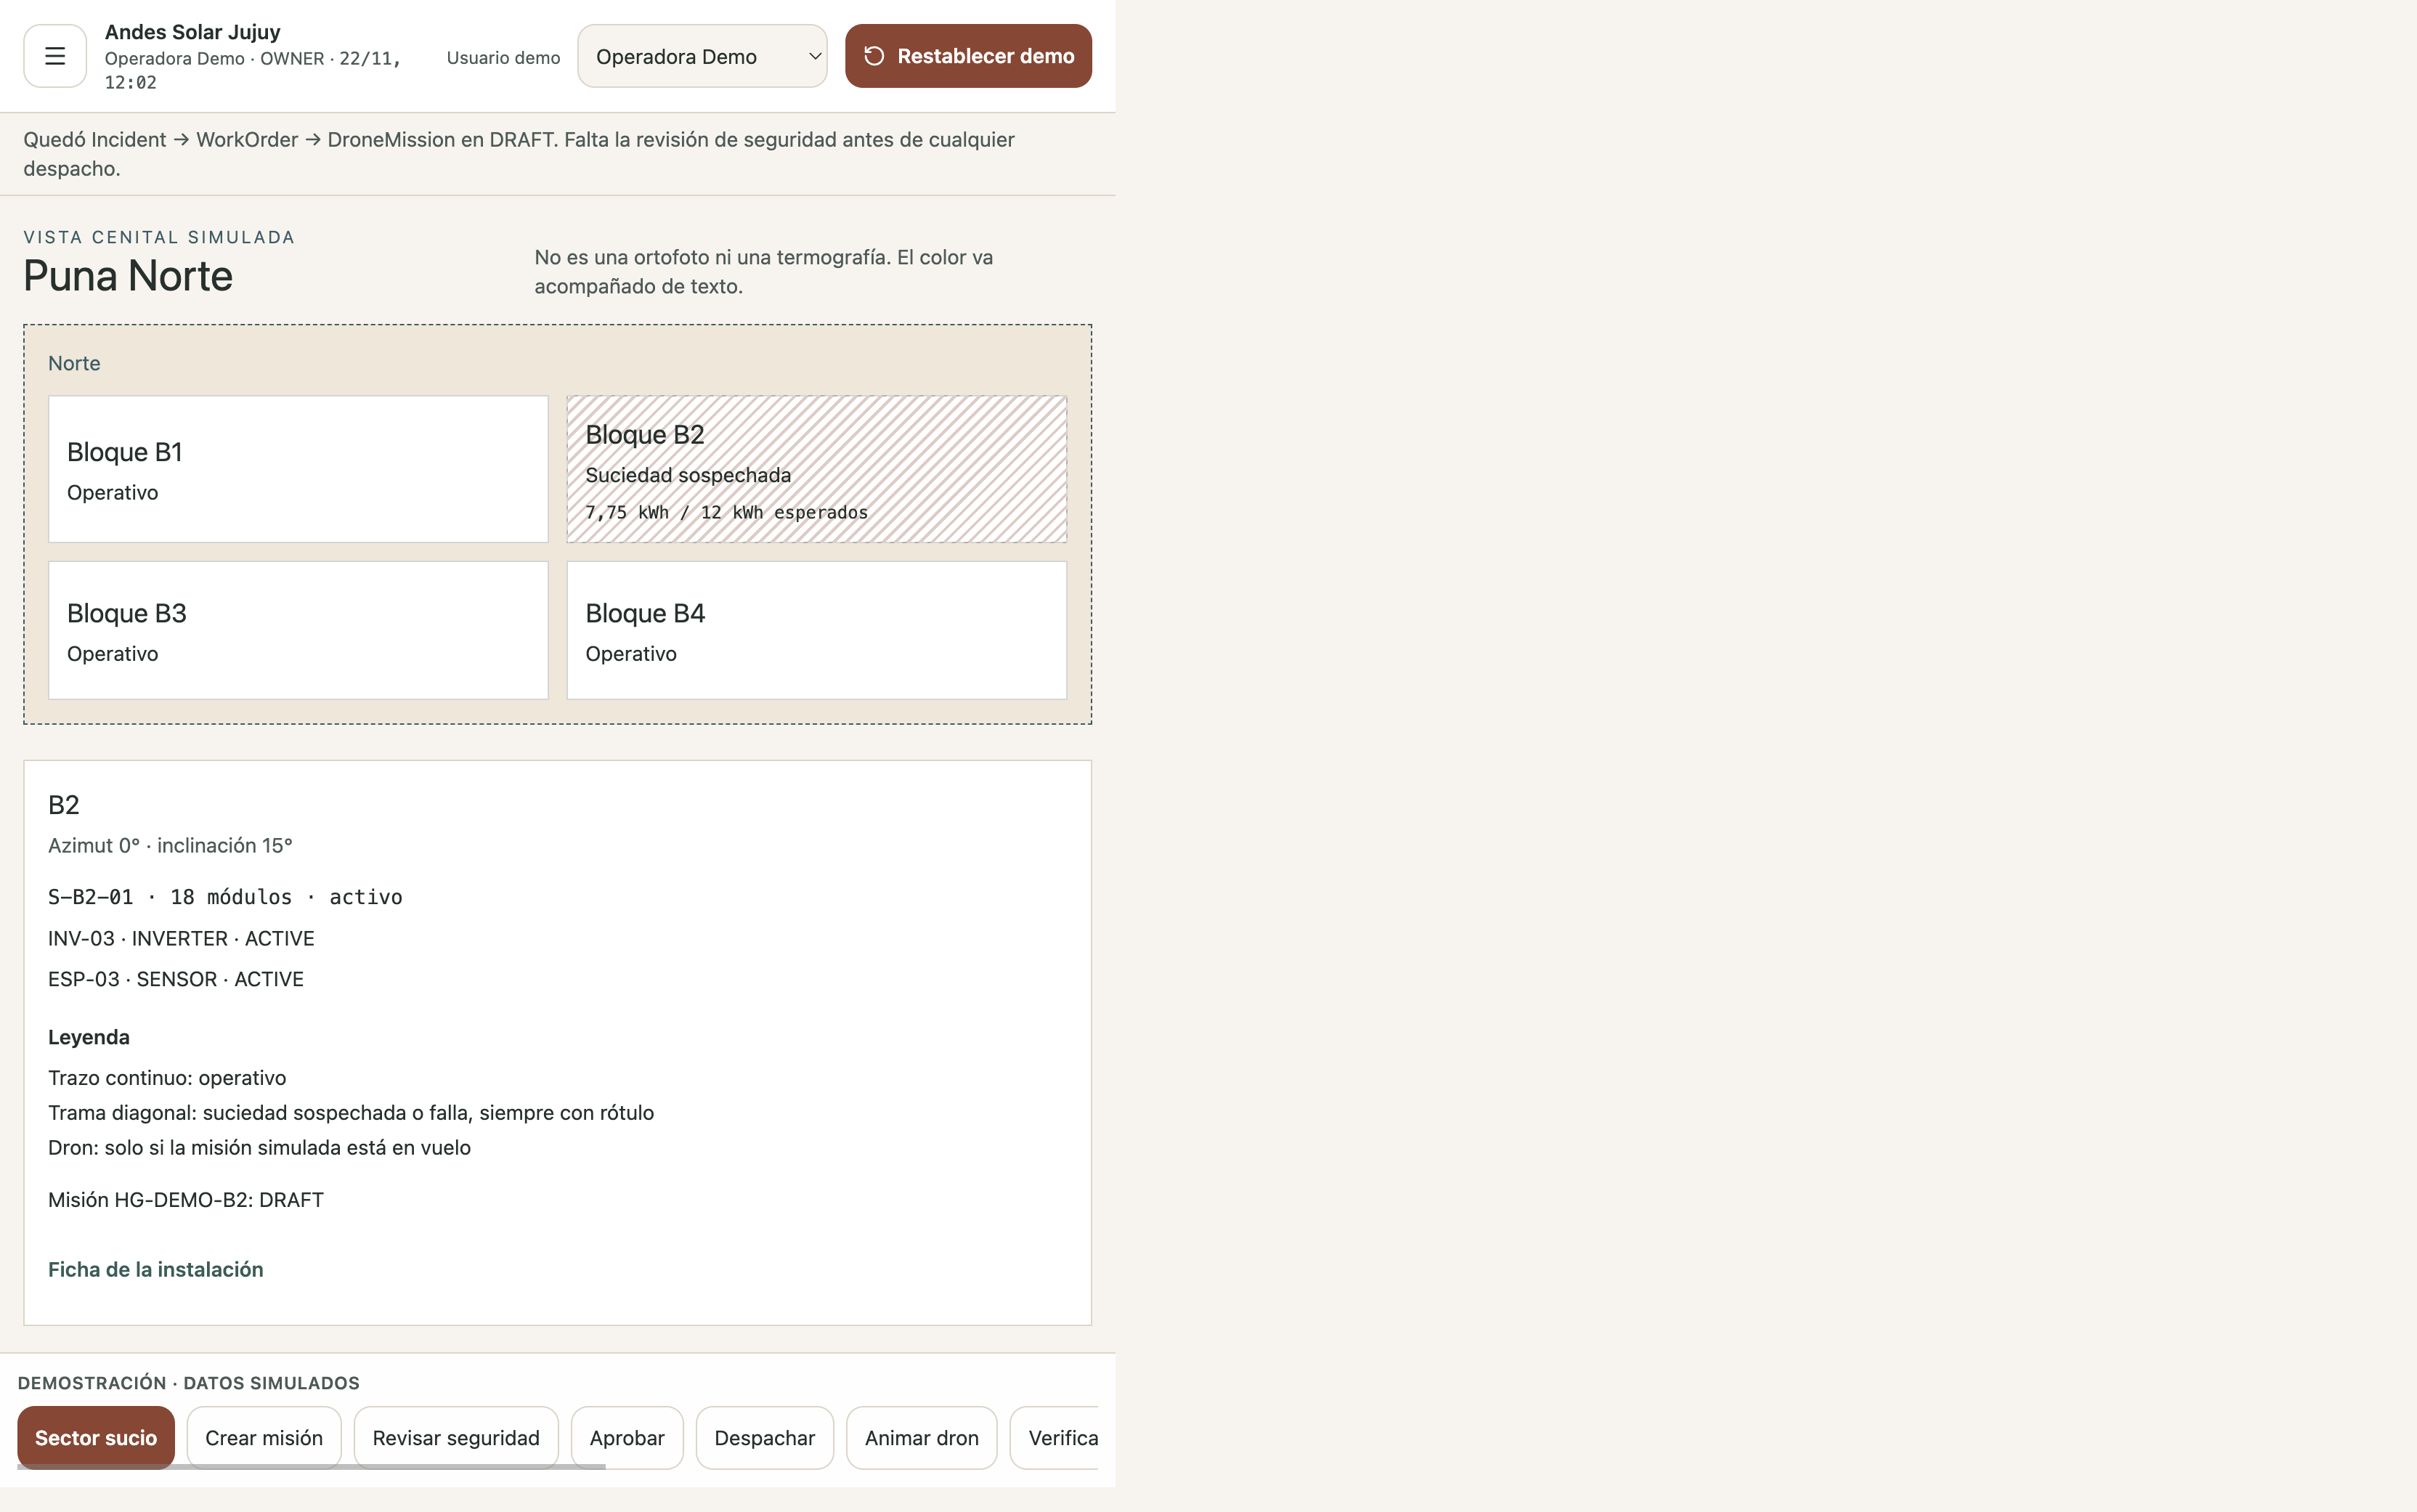 Andes Solar Jujuy
Operadora Demo · OWNER · 22/11,
12:02
Usuario demo
Operadora Demo
Restablecer demo
Quedó Incident → WorkOrder → DroneMission en DRAFT. Falta la revisión de seguridad antes de cualquier
despacho.
VISTA CENITAL SIMULADA
Puna Norte
No es una ortofoto ni una termografía. El color va
acompañado de texto.
Norte
Bloque B1
Operativo
Bloque B2
Suciedad sospechada
7,75 kWh / 12 kWh esperados
Bloque B3
Operativo
Bloque B4
Operativo
B2
Azimut 0° · inclinación 15°
S-B2-01 · 18 módulos · activo
INV-03 · INVERTER · ACTIVE
ESP-03 · SENSOR · ACTIVE
Leyenda
Trazo continuo: operativo
Trama diagonal: suciedad sospechada o falla, siempre con rótulo
Dron: solo si la misión simulada está en vuelo
Misión HG-DEMO-B2: DRAFT
Ficha de la instalación
DEMOSTRACIÓN · DATOS SIMULADOS
Sector sucio
Crear misión
Revisar seguridad
Aprobar
Despachar
Animar dron
Verifica